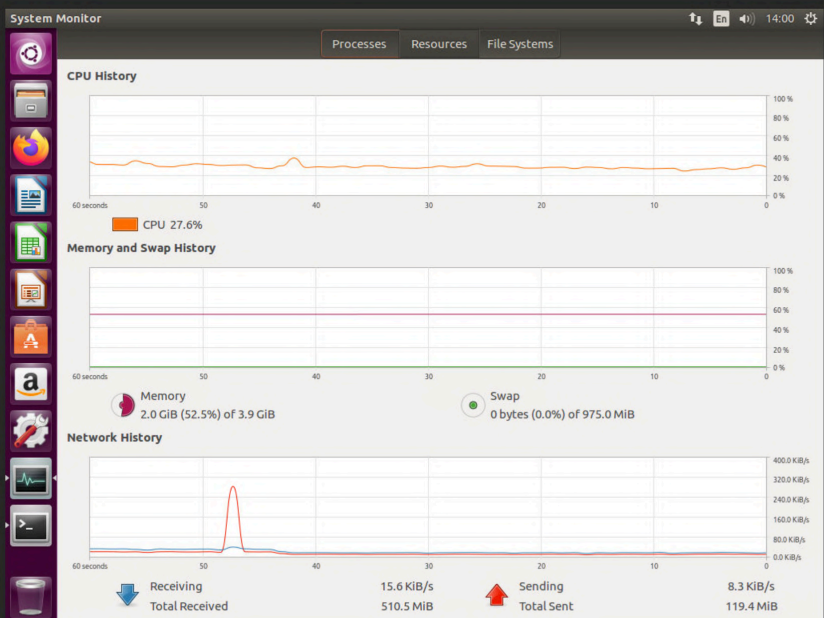 System Monitor
En
14:00
Processes Resources File Systems
CPU History
100 %
80 %
60 %
40 %
20 %
0 %
60 seconds 50 40 30 20 10 0
CPU 27.6%
Memory and Swap History
100 %
80 %
60 %
40 %
20 %
0 %
60 seconds 50 40 30 20 10 0
Memory
2.0 GiB (52.5%) of 3.9 GiB
Swap
0 bytes (0.0%) of 975.0 MiB
Network History
400.0 KiB/s
320.0 KiB/s
240.0 KiB/s
160.0 KiB/s
80.0 KiB/s
0.0 KiB/s
60 seconds 50 40 30 20 10 0
Receiving 15.6 KiB/s
Total Received 510.5 MiB
Sending 8.3 KiB/s
Total Sent 119.4 MiB